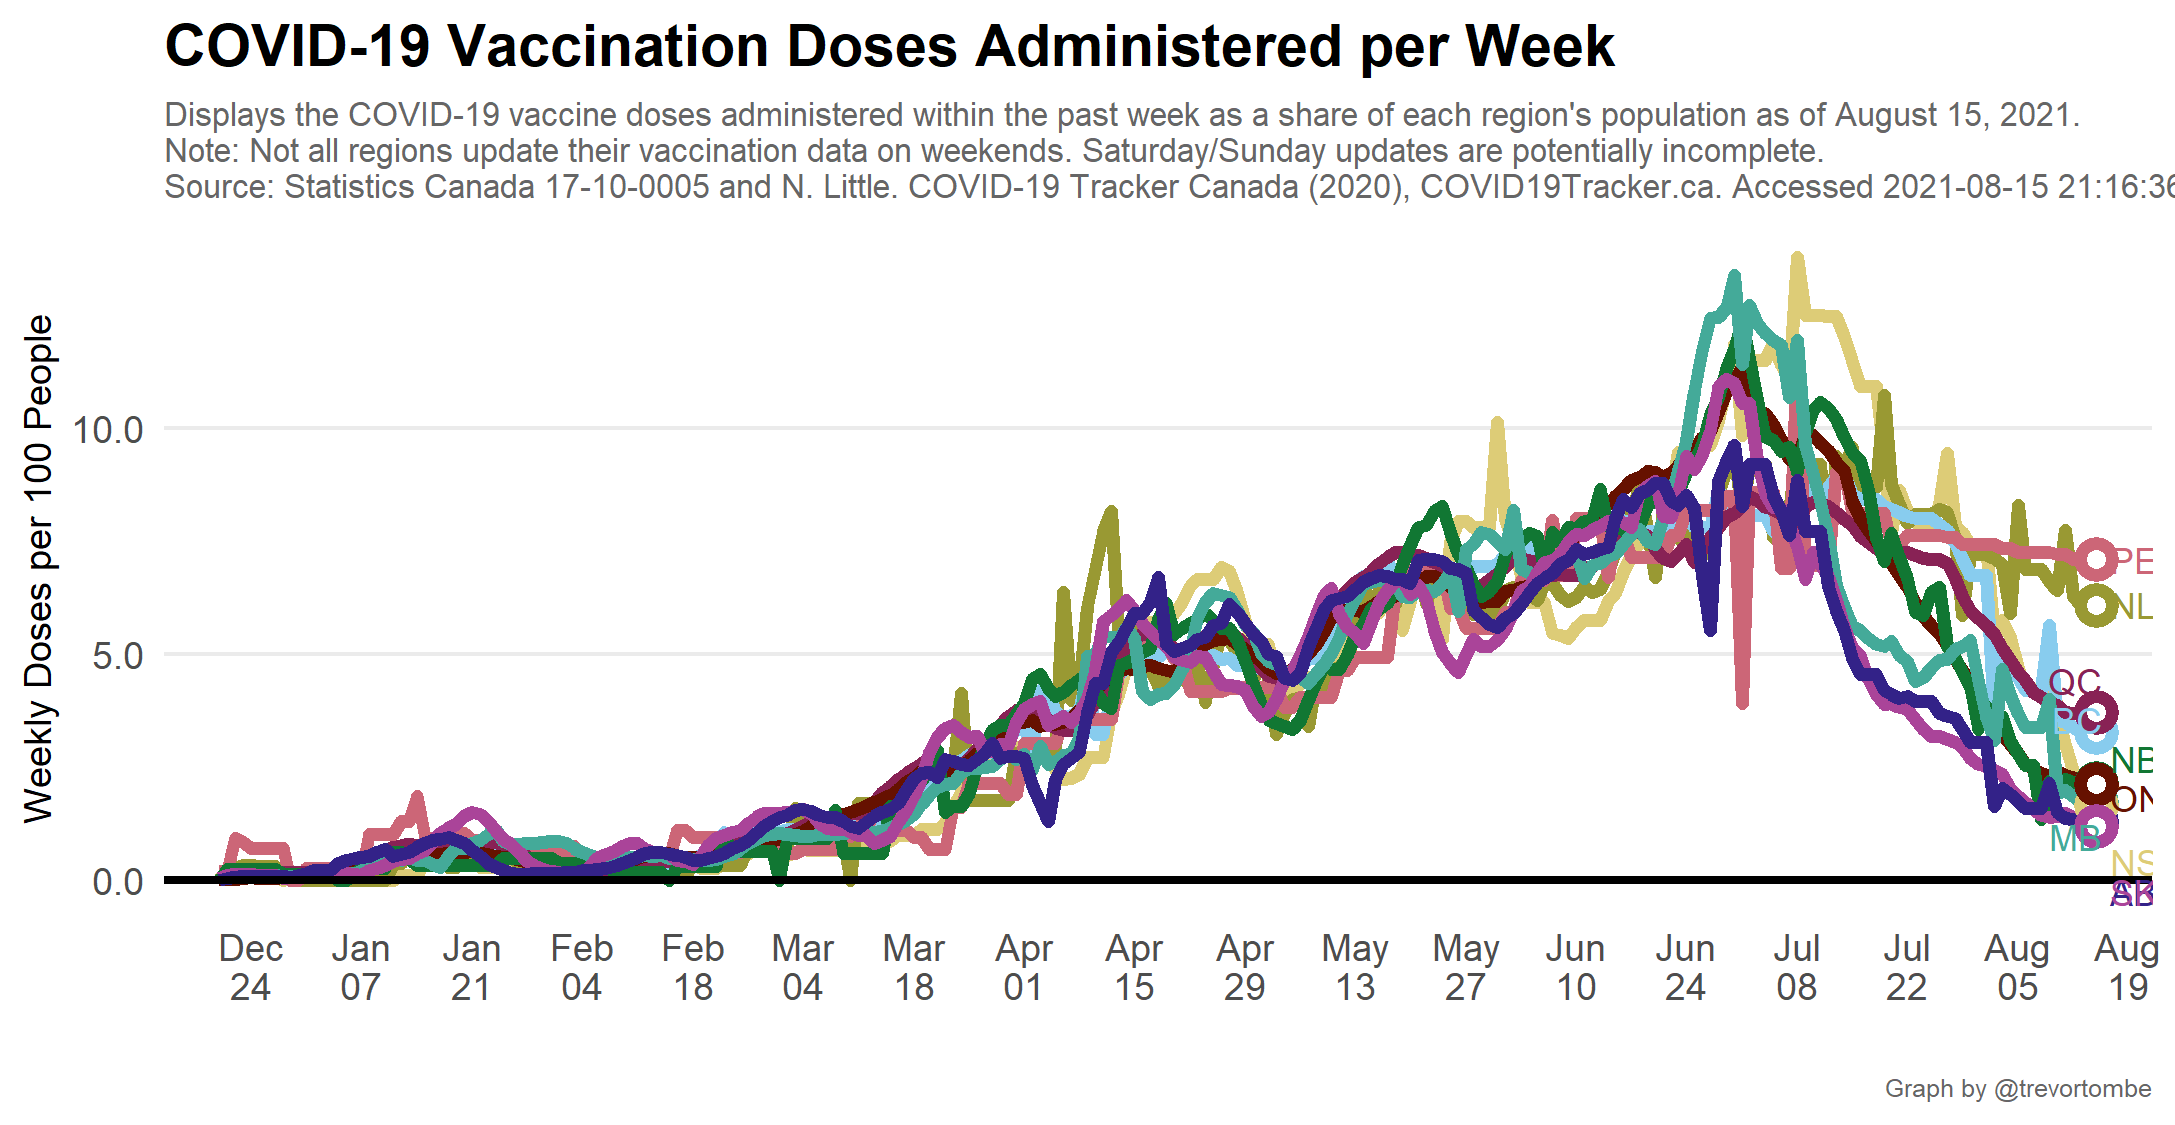 COVID-19 Vaccination Doses Administered per Week
Displays the COVID-19 vaccine doses administered within the past week as a share of each region's population as of August 15, 2021.
Note: Not all regions update their vaccination data on weekends. Saturday/Sunday updates are potentially incomplete.
Source: Statistics Canada 17-10-0005 and N. Little. COVID-19 Tracker Canada (2020), COVID19Tracker.ca. Accessed 2021-08-15 21:16:36
Weekly Doses per 100 People
10.0
5.0
0.0
PE
NL
QC
BC
NB
ON
MB
NS
AB
SK
Dec 
24
Jan
07
Jan
21
Feb
04
Feb
18
Mar
04
Mar
18
Apr
01
Apr
15
Apr
29
May
13
May
27
Jun
10
Jun
24
Jul
08
Jul
22
Aug
05
Aug
19
Graph by @trevortombe